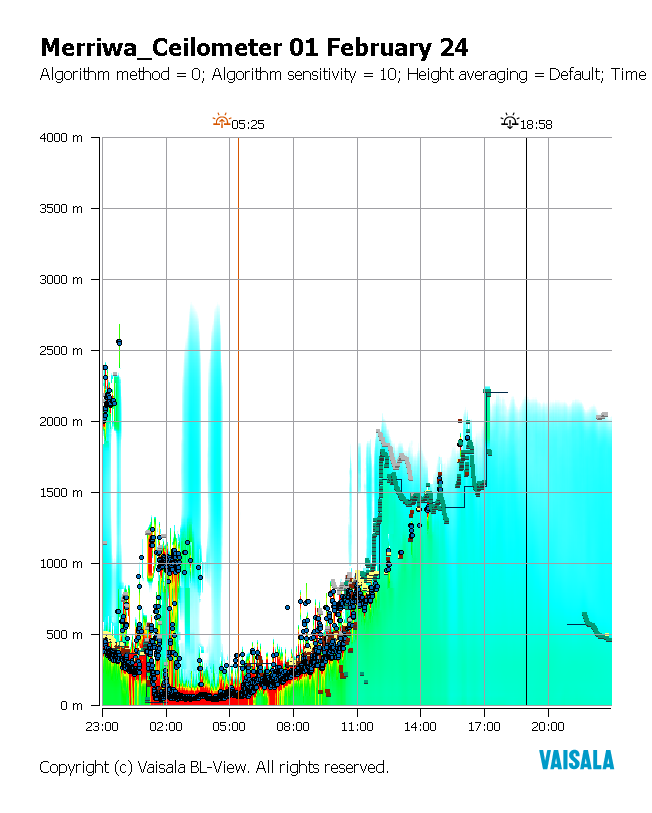 Merriwa_Ceilometer 01 February 24
Algorithm method = 0; Algorithm sensitivity = 10; Height averaging = Default; Time
05:25
18:58
4000 m
3500 m
3000 m
2500 m
2000 m
1500 m
1000 m
500 m
0 m
23:00 02:00 05:00 08:00 11:00 14:00 17:00 20:00
Copyright (c) Vaisala BL-View. All rights reserved.
VAISALA